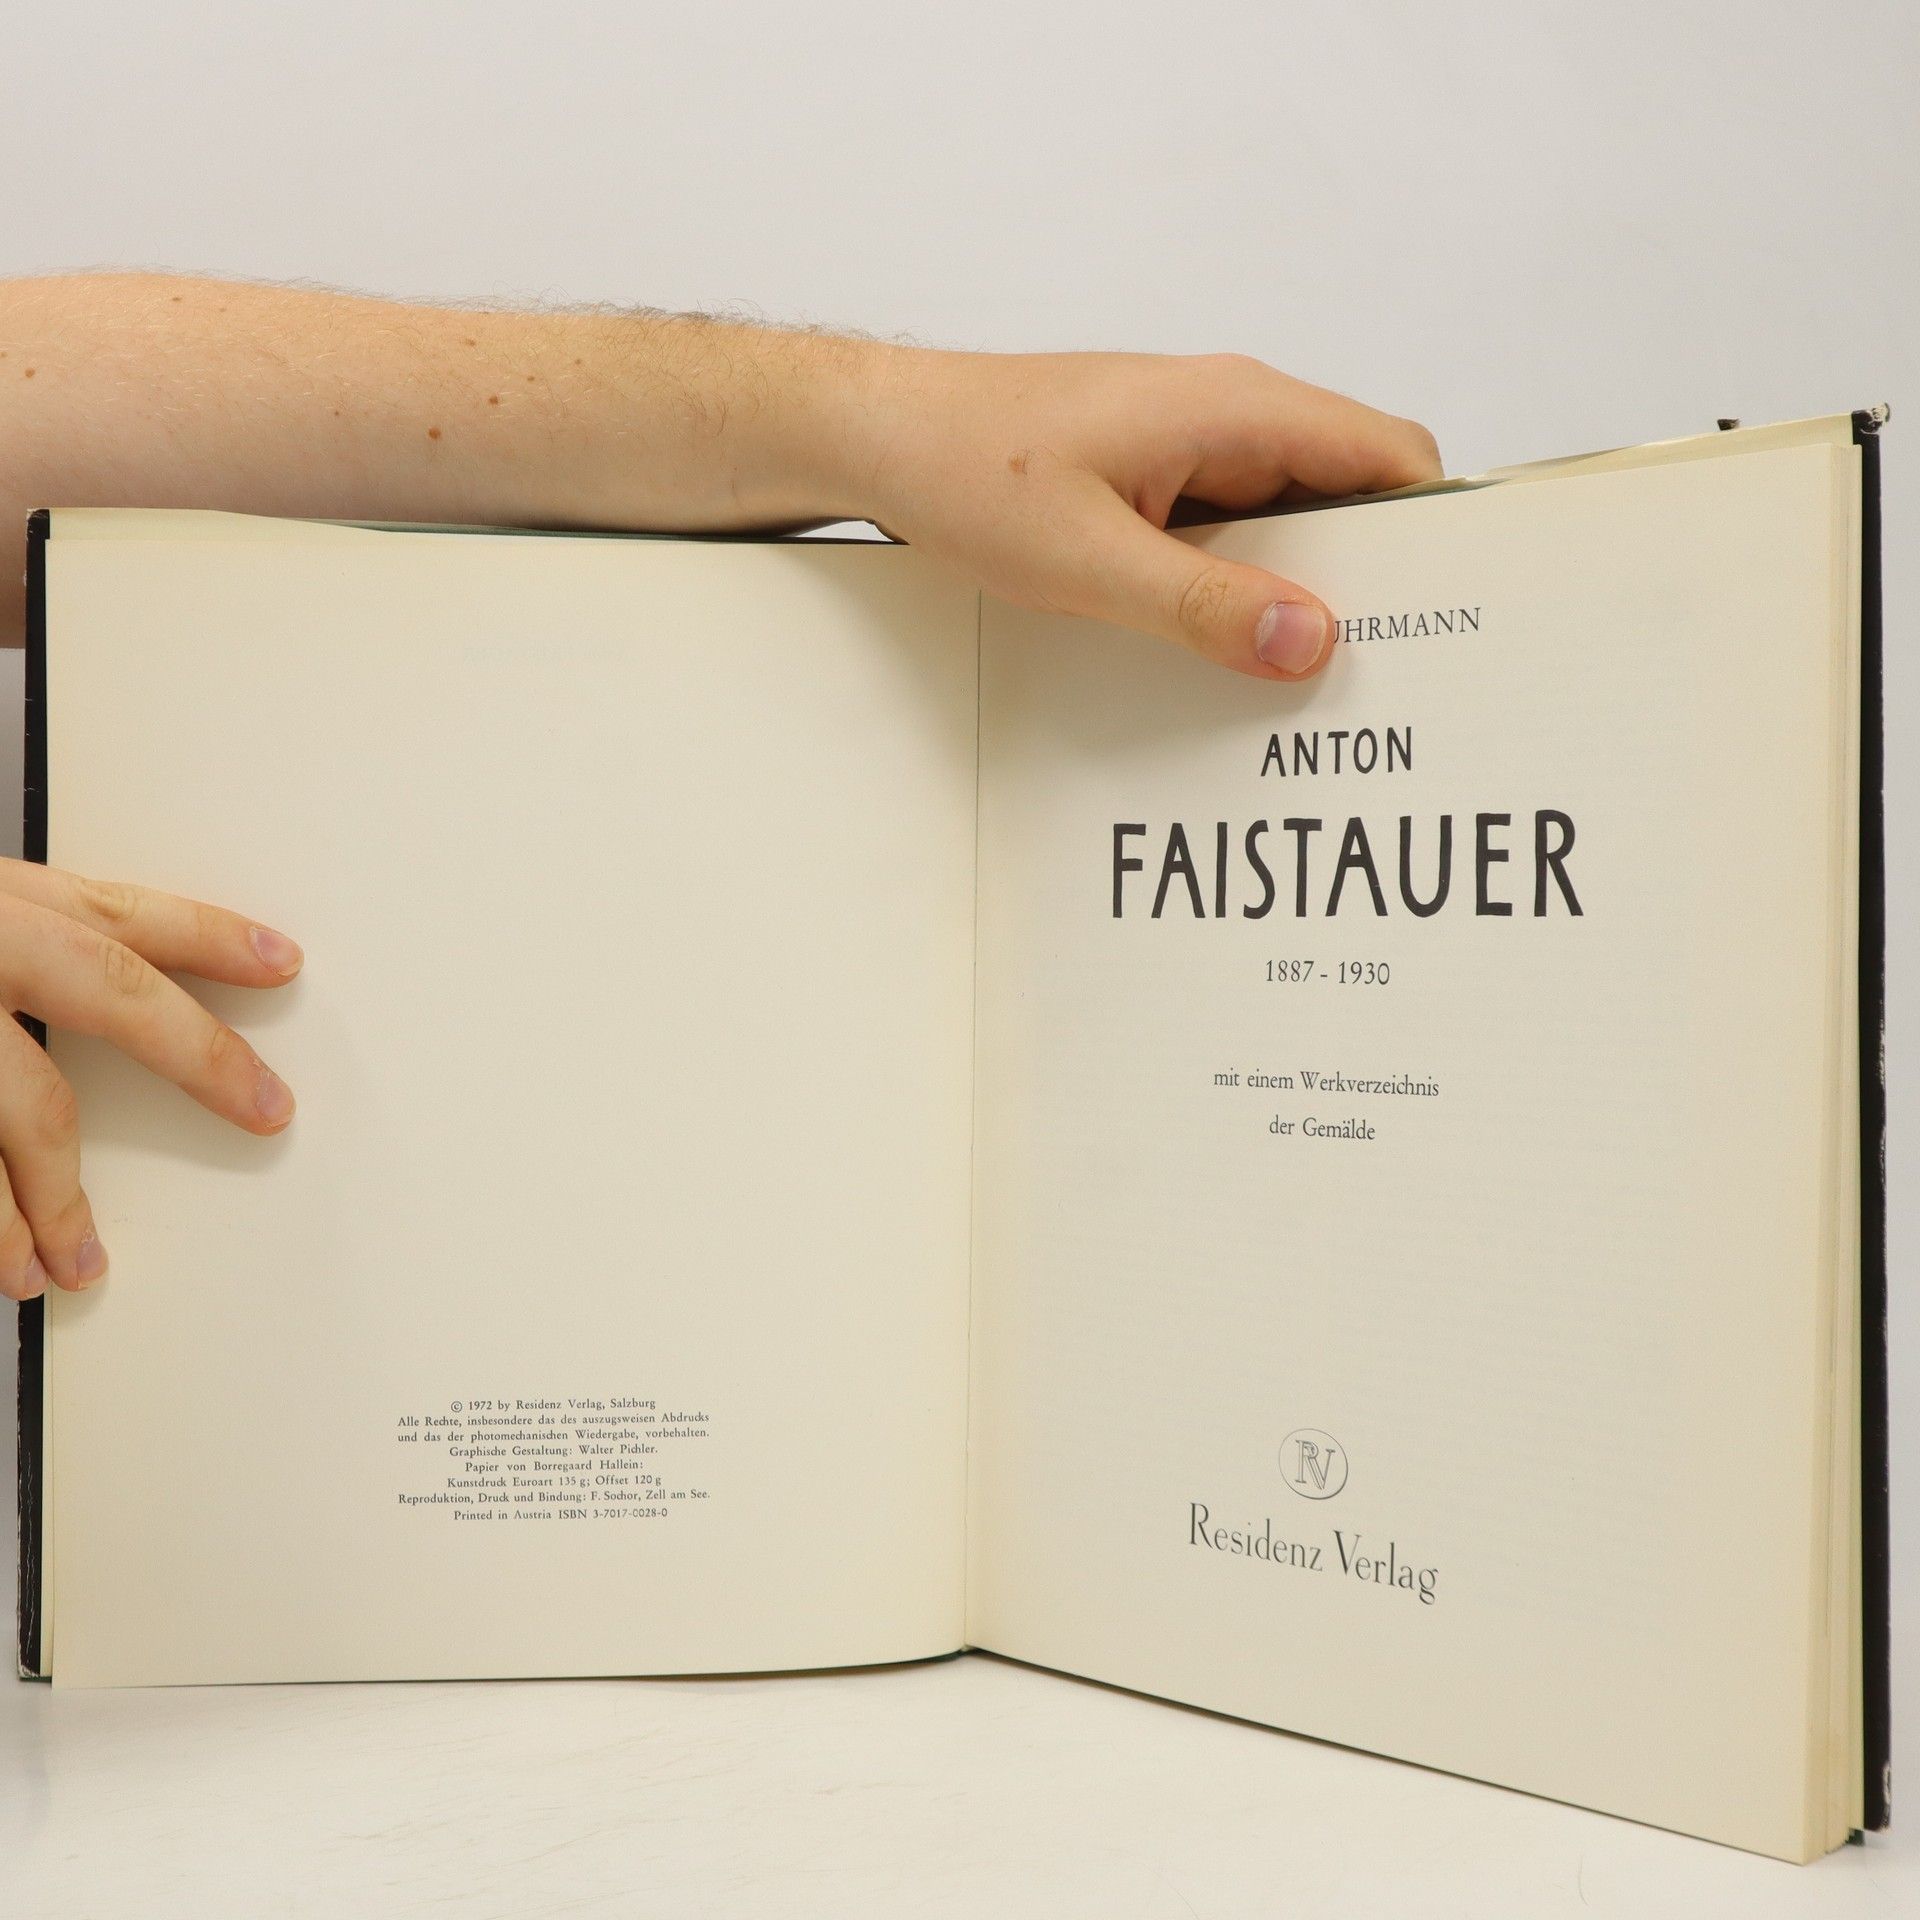 © 1972 by Residenz Verlag, Salzburg
Alle Rechte, insbesondere das des auszugsweisen Abdrucks
und das der photomechanischen Wiedergabe, vorbehalten.
Graphische Gestaltung: Walter Pichler.
Papier von Borregaard Hallein:
Kunstdruck Euroart 135 g; Offset 120 g
Reproduktion, Druck und Bindung: F. Sochor, Zell am See.
Printed in Austria ISBN 3-7017-0028-0
UHRMANN
ANTON
FAISTAUER
1887 - 1930
mit einem Werkverzeichnis
der Gemälde
RV
Residenz Verlag